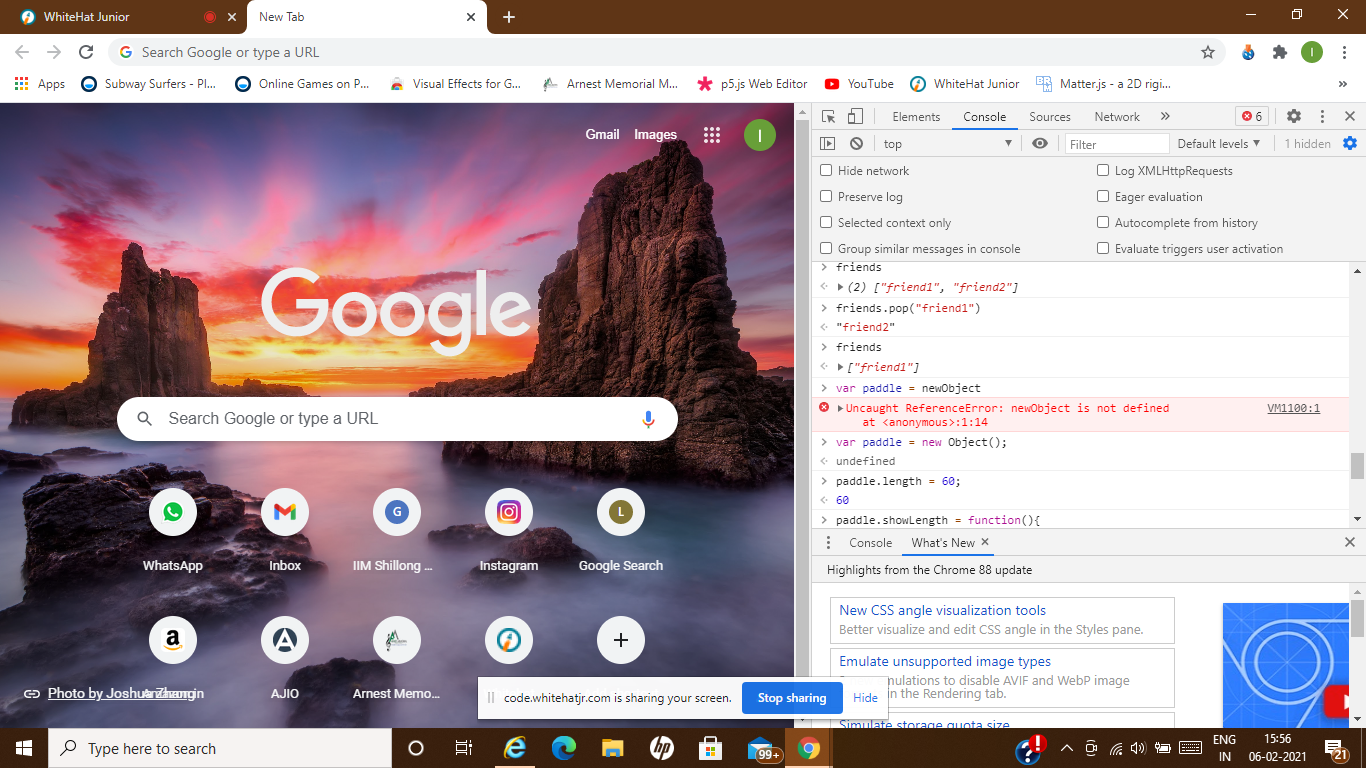 WhiteHat Junior
New Tab
Search Google or type a URL
Apps
Subway Surfers - Pl...
Online Games on P...
Visual Effects for G...
Arnest Memorial M...
p5.js Web Editor
YouTube
WhiteHat Junior
Matter.js - a 2D rigi...
Gmail Images I
Google
Search Google or type a URL
WhatsApp
Inbox
G
IIM Shillong ...
Instagram
L
Google Search
AJIO
Arnest Memo...
Photo by Joshua Zhang
Elements Console Sources Network 6
top Filter Default levels 1 hidden
Hide network Log XMLHttpRequests
Preserve log Eager evaluation
Selected context only Autocomplete from history
Group similar messages in console Evaluate triggers user activation
> friends
(2) ["friend1", "friend2"]
> friends.pop("friend1")
"friend2"
> friends
["friend1"]
> var paddle = newObject
Uncaught ReferenceError: newObject is not defined VM1100:1
at <anonymous>:1:14
> var paddle = new Object();
undefined
> paddle.length = 60;
60
> paddle.showLength = function(){
Console What's New
Highlights from the Chrome 88 update
New CSS angle visualization tools
Better visualize and edit CSS angle in the Styles pane.
Emulate unsupported image types
mulations to disable AVIF and WebP image
in the Rendering tab.
Simulate storage quota size
code.whitehatjr.com is sharing your screen. Stop sharing Hide
Type here to search
99+
ENG
IN
15:56
06-02-2021
21